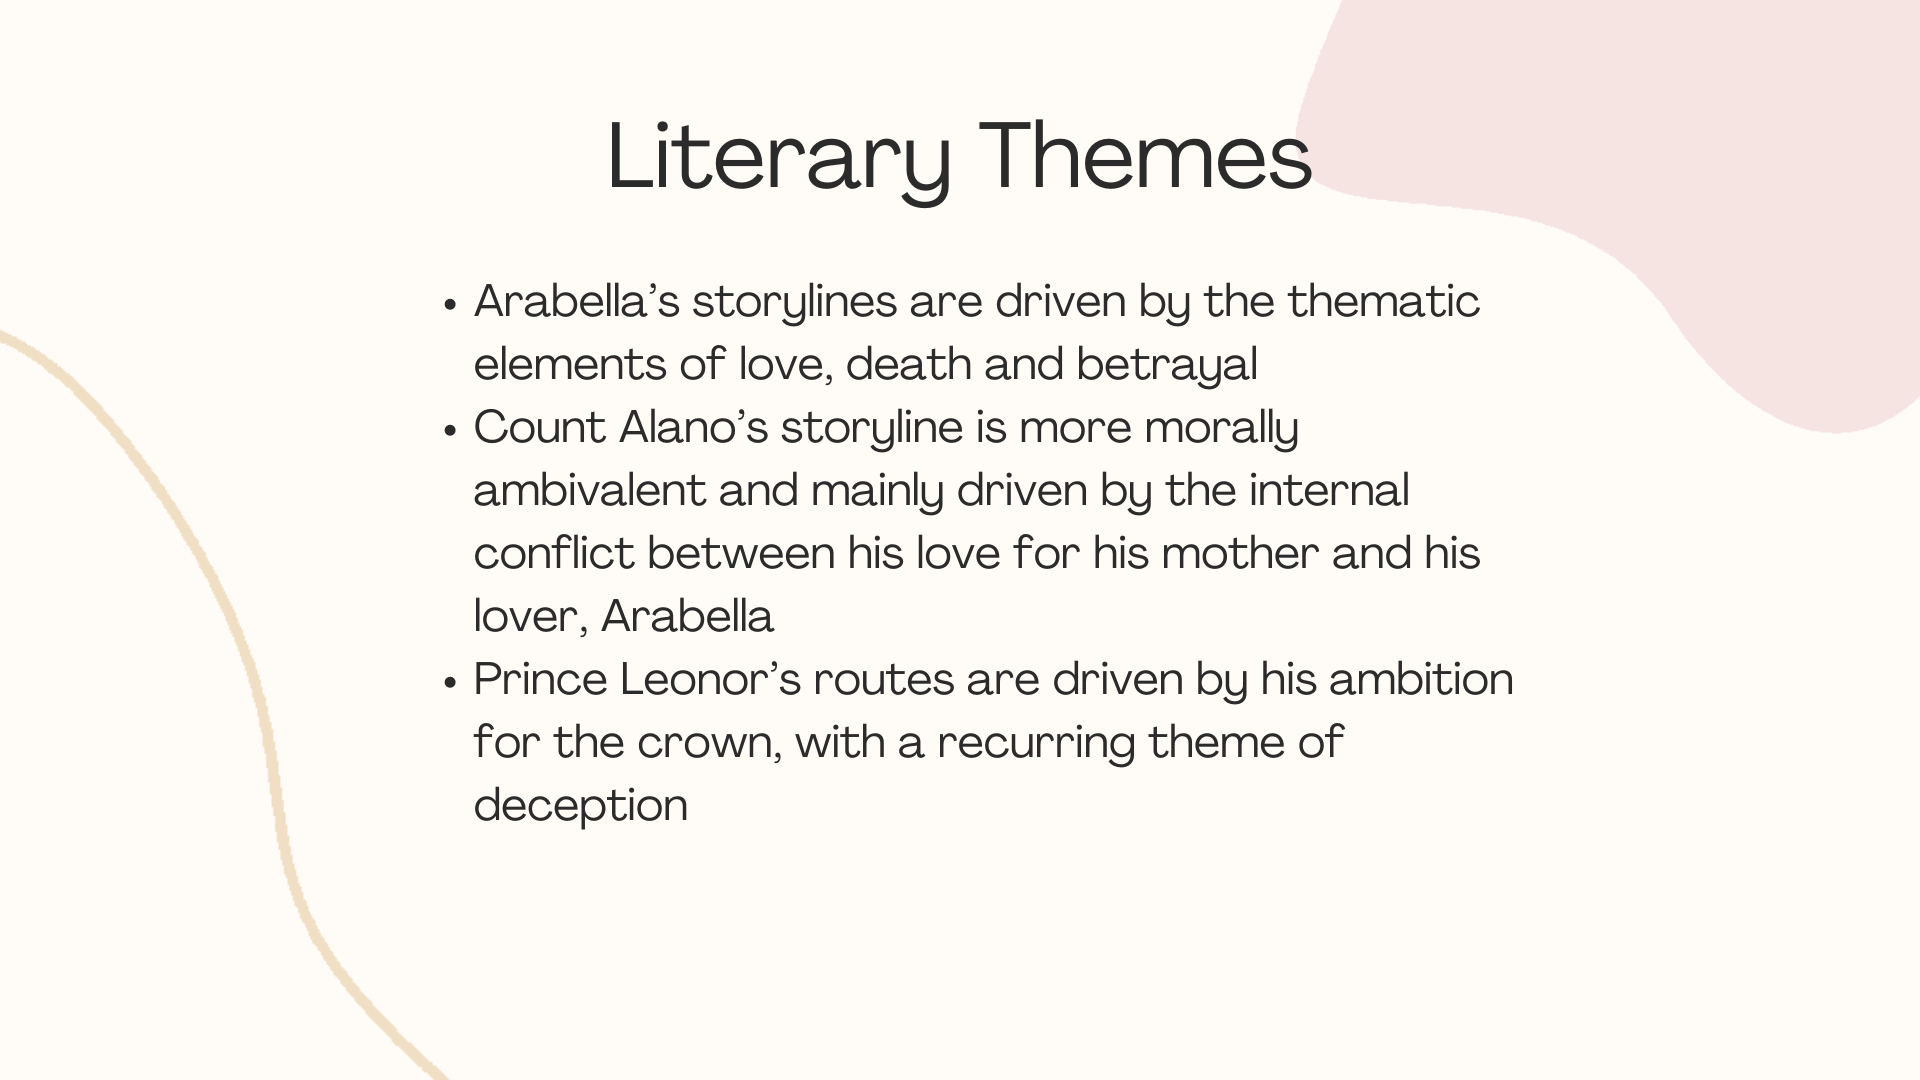 Literary Themes
• Arabella’s storylines are driven by the thematic
elements of love, death and betrayal
• Count Alano’s storyline is more morally
ambivalent and mainly driven by the internal
conflict between his love for his mother and his
lover, Arabella
• Prince Leonor’s routes are driven by his ambition
for the crown, with a recurring theme of
deception